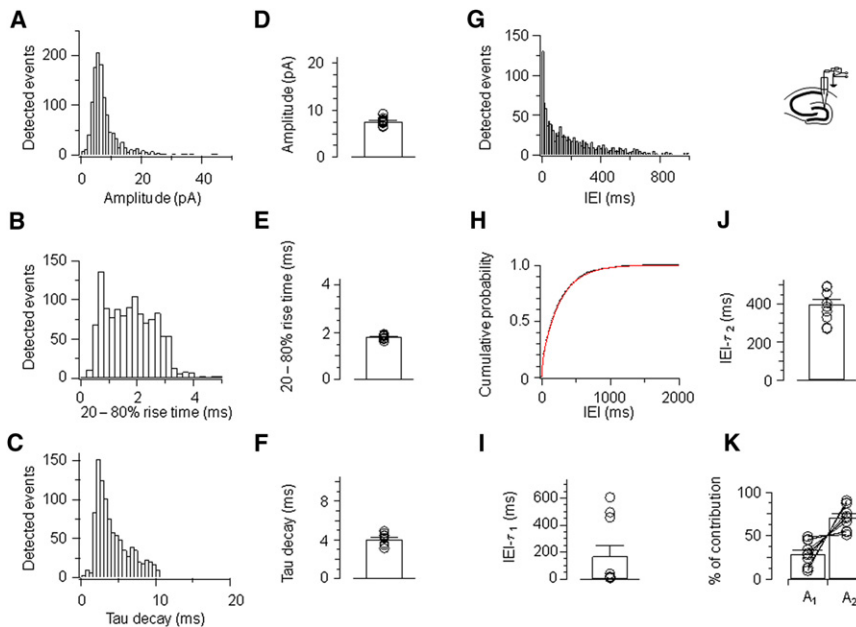 A
Detected events
200
100
0
0
20
40
Amplitude (pA)
D
Amplitude (pA)
20
10
0
G
Detected events
150
100
50
0
0
400
800
IEI (ms)
B
Detected events
150
100
50
0
0
2
4
20 – 80% rise time (ms)
E
20 – 80% rise time (ms)
4
2
0
H
Cumulative probability
1.0
0.5
0
0
1000
2000
IEI (ms)
J
IEI-τ2 (ms)
400
200
0
C
Detected events
150
100
50
0
0
10
20
Tau decay (ms)
F
Tau decay (ms)
8
4
0
I
IEI-τ1 (ms)
600
400
200
0
K
% of contribution
100
50
0
A1
A2